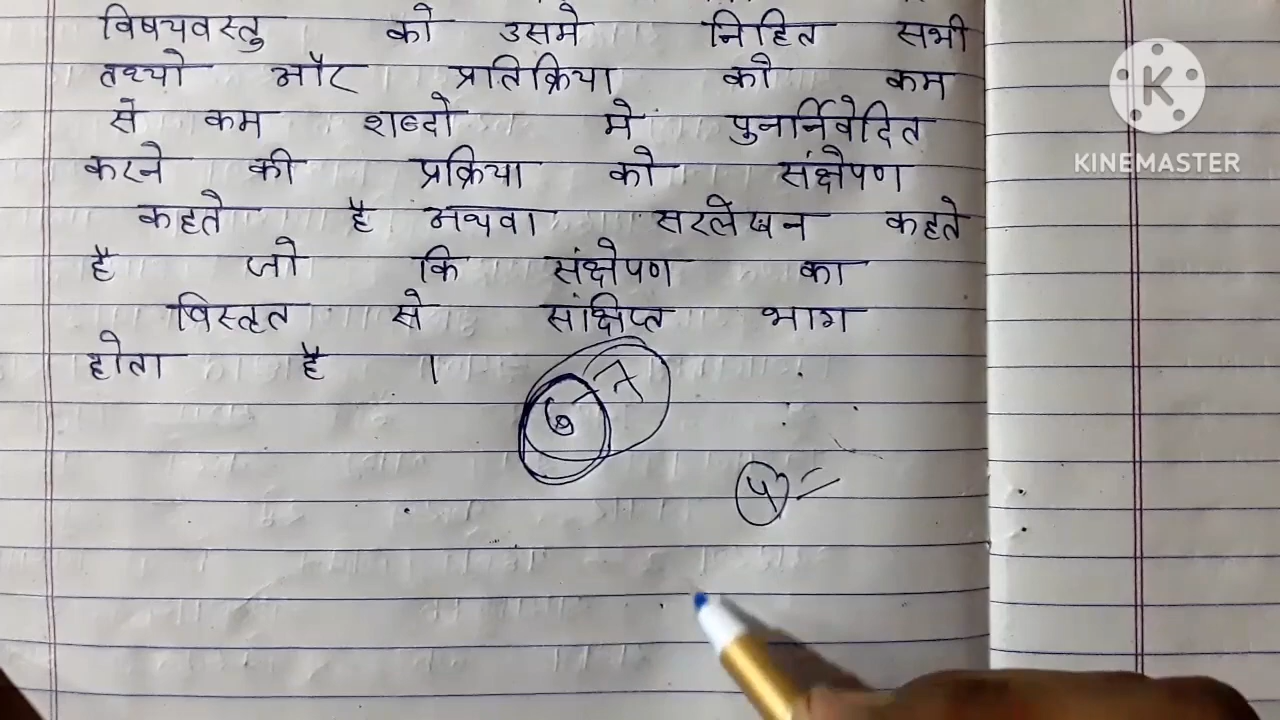 विषयवस्तु को उसमे निहित सभी
तथ्यो और प्रतिक्रिया को कम
से कम शब्दो मे पुनर्निवेदित
करने की प्रक्रिया को संक्षेपण
कहते है अथवा सरलेखन कहते
है जो कि संक्षेपण का
विस्तृत से संक्षिप्त भाग
होता है ।
K
KINEMASTER